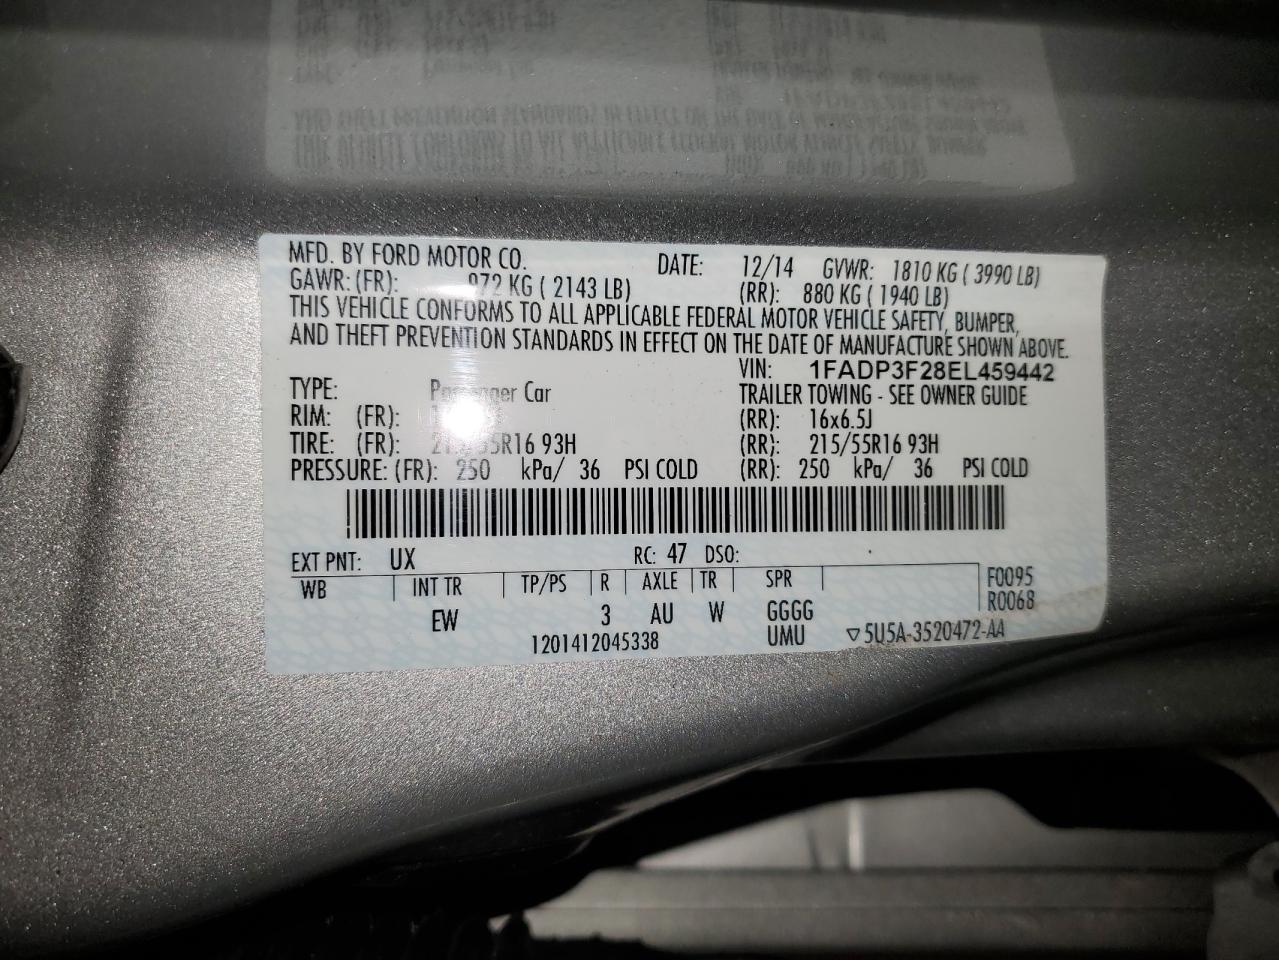 MFD. BY FORD MOTOR CO. DATE: 12/14 GVWR: 1810 KG ( 3990 LB)
GAWR: (FR): 972 KG ( 2143 LB) (RR): 880 KG ( 1940 LB)
THIS VEHICLE CONFORMS TO ALL APPLICABLE FEDERAL MOTOR VEHICLE SAFETY, BUMPER,
AND THEFT PREVENTION STANDARDS IN EFFECT ON THE DATE OF MANUFACTURE SHOWN ABOVE.
VIN: 1FADP3F28EL459442
TYPE: Passenger Car TRAILER TOWING - SEE OWNER GUIDE
RIM: (FR): (RR): 16x6.5J
TIRE: (FR): 215/55R16 93H (RR): 215/55R16 93H
PRESSURE: (FR): 250 kPa/ 36 PSI COLD (RR): 250 kPa/ 36 PSI COLD
EXT PNT: UX RC: 47 DSO:
WB INT TR TP/PS R AXLE TR SPR F0095
R0068
EW 3 AU W GGGG
1201412045338 UMU ▽5U5A-3520472-AA